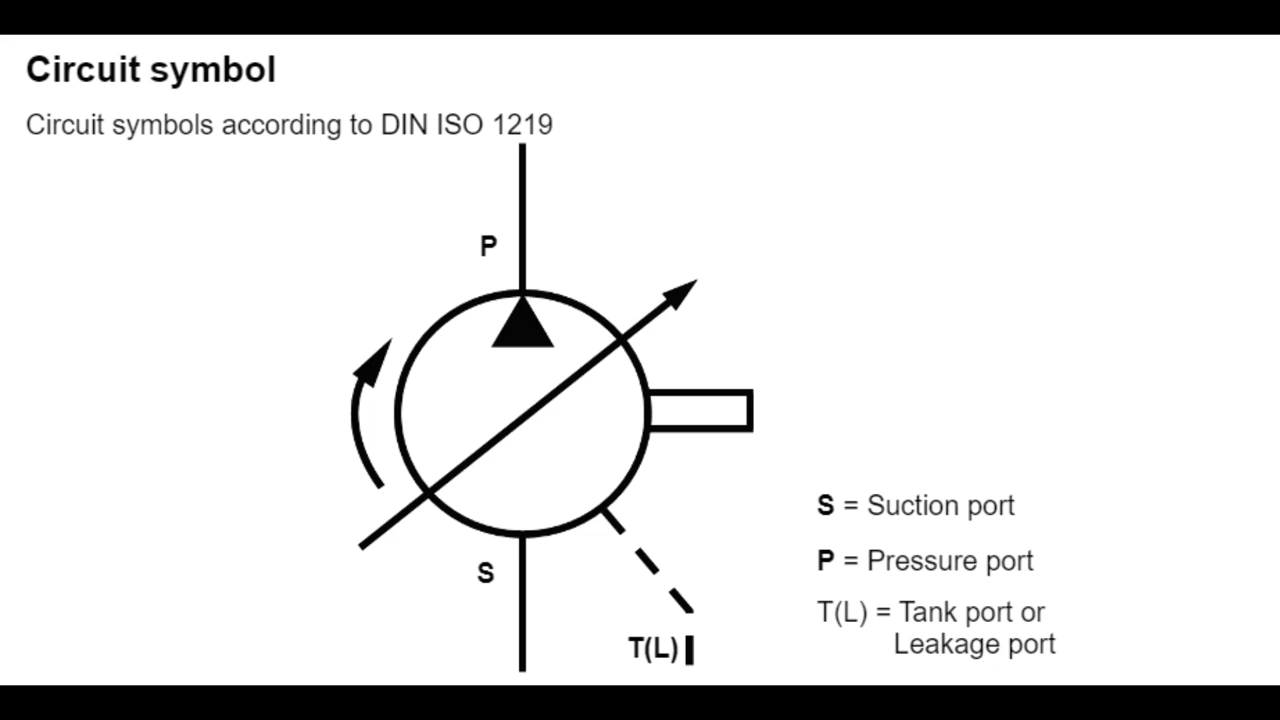 Circuit symbol
Circuit symbols according to DIN ISO 1219
P
S
T(L)
S = Suction port
P = Pressure port
T(L) = Tank port or
Leakage port